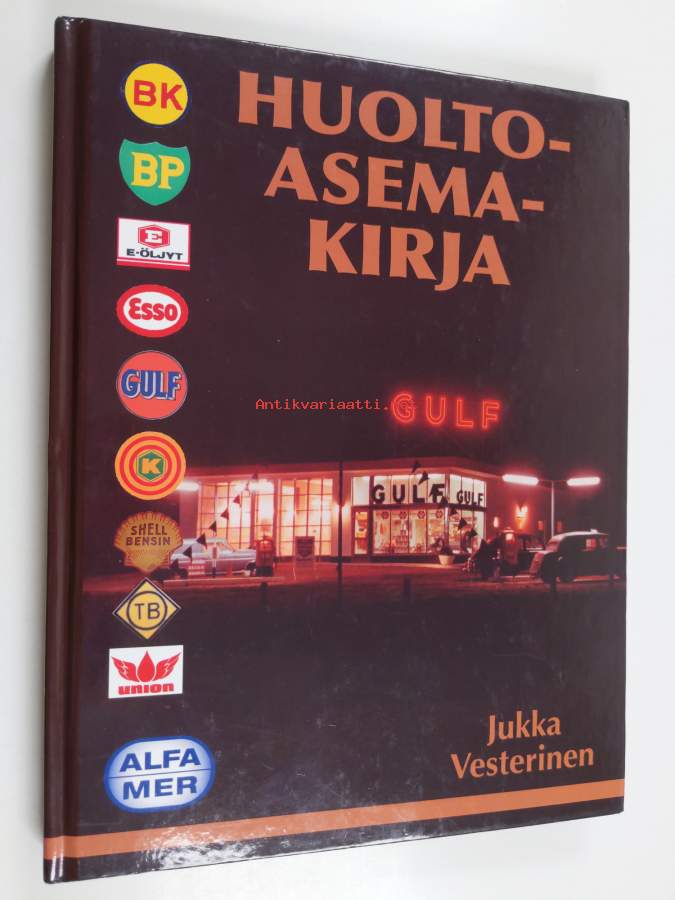 HUOLTO-
ASEMA-
KIRJA
BK
BP
E
E-ÖLJYT
Esso
GULF
K
SHELL
BENSIN
TB
union
ALFA
MER
GULF
GULF GULF
Antikvariaatti.
Jukka
Vesterinen